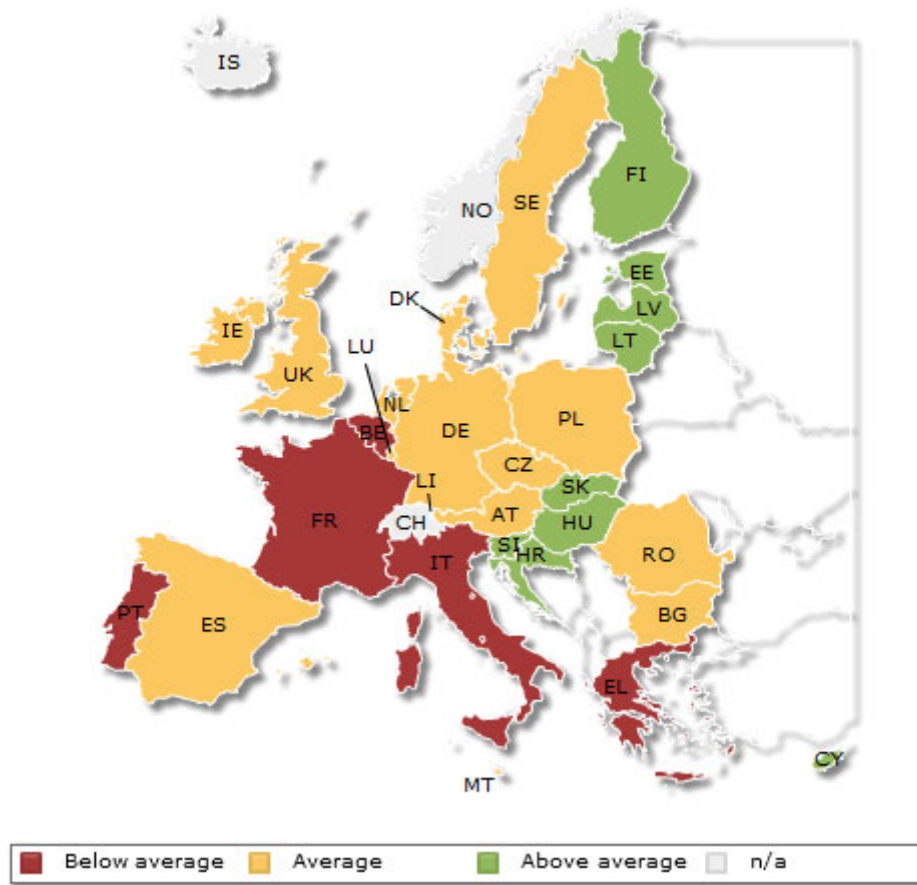 IS
FI
NO
SE
EE
DK
LV
IE
LT
LU
UK
NL
PL
BE
DE
CZ
LI
SK
FR
CH
AT
HU
SI
HR
IT
RO
PT
ES
BG
EL
CY
MT
Below average Average Above average n/a